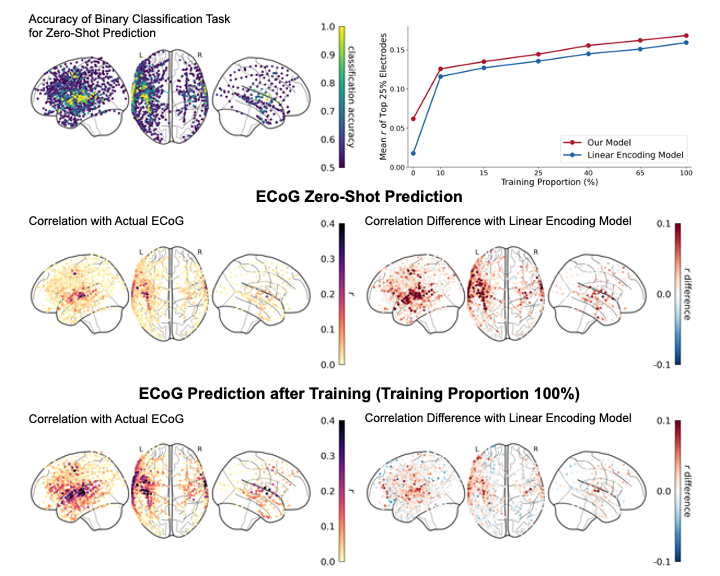 Accuracy of Binary Classification Task
for Zero-Shot Prediction
L
R
1.0
0.9
0.8
0.7
0.6
0.5
classification accuracy
Mean r of Top 25% Electrodes
0.15
0.10
0.05
0.00
Our Model
Linear Encoding Model
0
10
15
25
40
65
100
Training Proportion (%)
ECoG Zero-Shot Prediction
Correlation with Actual ECoG
L
R
0.4
0.3
0.2
0.1
0.0
r
Correlation Difference with Linear Encoding Model
L
R
0.1
0.0
-0.1
r difference
ECoG Prediction after Training (Training Proportion 100%)
Correlation with Actual ECoG
L
R
0.4
0.3
0.2
0.1
0.0
r
Correlation Difference with Linear Encoding Model
L
R
0.1
0.0
-0.1
r difference